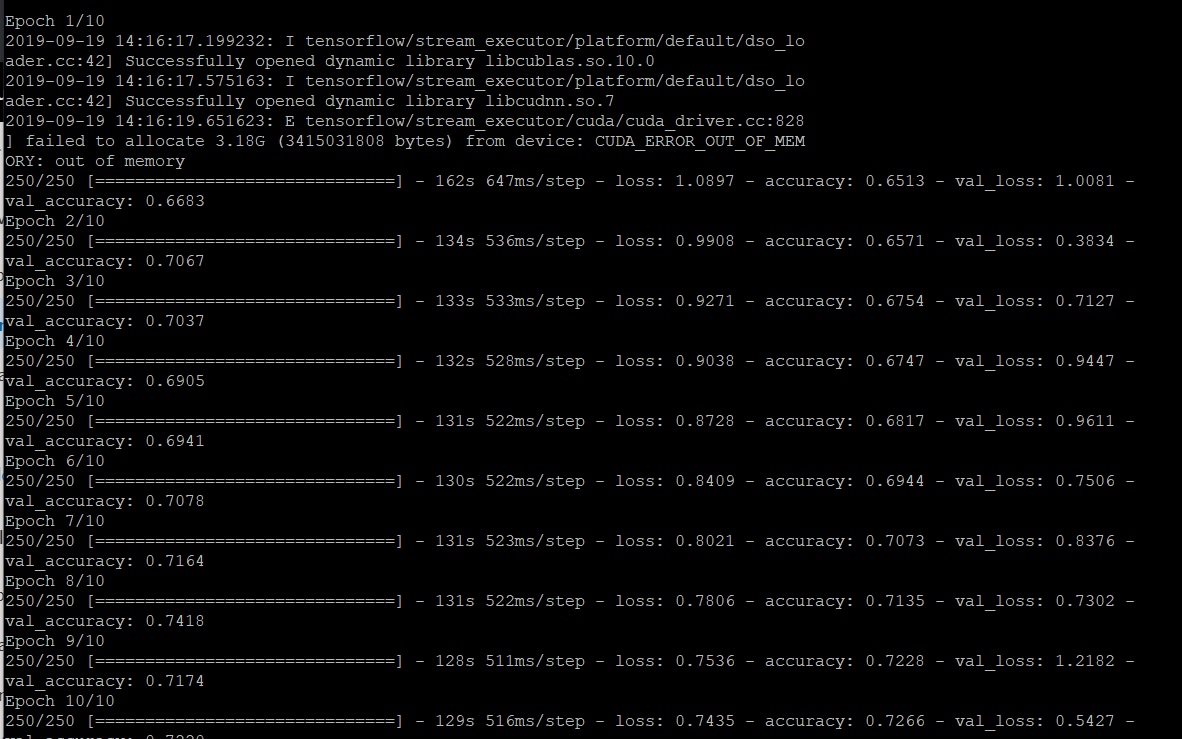 Epoch 1/10
2019-09-19 14:16:17.199232: I tensorflow/stream_executor/platform/default/dso_lo
ader.cc:42] Successfully opened dynamic library libcublas.so.10.0
2019-09-19 14:16:17.575163: I tensorflow/stream_executor/platform/default/dso_lo
ader.cc:42] Successfully opened dynamic library libcudnn.so.7
2019-09-19 14:16:19.651623: E tensorflow/stream_executor/cuda/cuda_driver.cc:828
] failed to allocate 3.18G (3415031808 bytes) from device: CUDA_ERROR_OUT_OF_MEM
ORY: out of memory
250/250 [==============================] - 162s 647ms/step - loss: 1.0897 - accuracy: 0.6513 - val_loss: 1.0081 -
val_accuracy: 0.6683
Epoch 2/10
250/250 [==============================] - 134s 536ms/step - loss: 0.9908 - accuracy: 0.6571 - val_loss: 0.3834 -
val_accuracy: 0.7067
Epoch 3/10
250/250 [==============================] - 133s 533ms/step - loss: 0.9271 - accuracy: 0.6754 - val_loss: 0.7127 -
val_accuracy: 0.7037
Epoch 4/10
250/250 [==============================] - 132s 528ms/step - loss: 0.9038 - accuracy: 0.6747 - val_loss: 0.9447 -
val_accuracy: 0.6905
Epoch 5/10
250/250 [==============================] - 131s 522ms/step - loss: 0.8728 - accuracy: 0.6817 - val_loss: 0.9611 -
val_accuracy: 0.6941
Epoch 6/10
250/250 [==============================] - 130s 522ms/step - loss: 0.8409 - accuracy: 0.6944 - val_loss: 0.7506 -
val_accuracy: 0.7078
Epoch 7/10
250/250 [==============================] - 131s 523ms/step - loss: 0.8021 - accuracy: 0.7073 - val_loss: 0.8376 -
val_accuracy: 0.7164
Epoch 8/10
250/250 [==============================] - 131s 522ms/step - loss: 0.7806 - accuracy: 0.7135 - val_loss: 0.7302 -
val_accuracy: 0.7418
Epoch 9/10
250/250 [==============================] - 128s 511ms/step - loss: 0.7536 - accuracy: 0.7228 - val_loss: 1.2182 -
val_accuracy: 0.7174
Epoch 10/10
250/250 [==============================] - 129s 516ms/step - loss: 0.7435 - accuracy: 0.7266 - val_loss: 0.5427 -
val_accuracy: